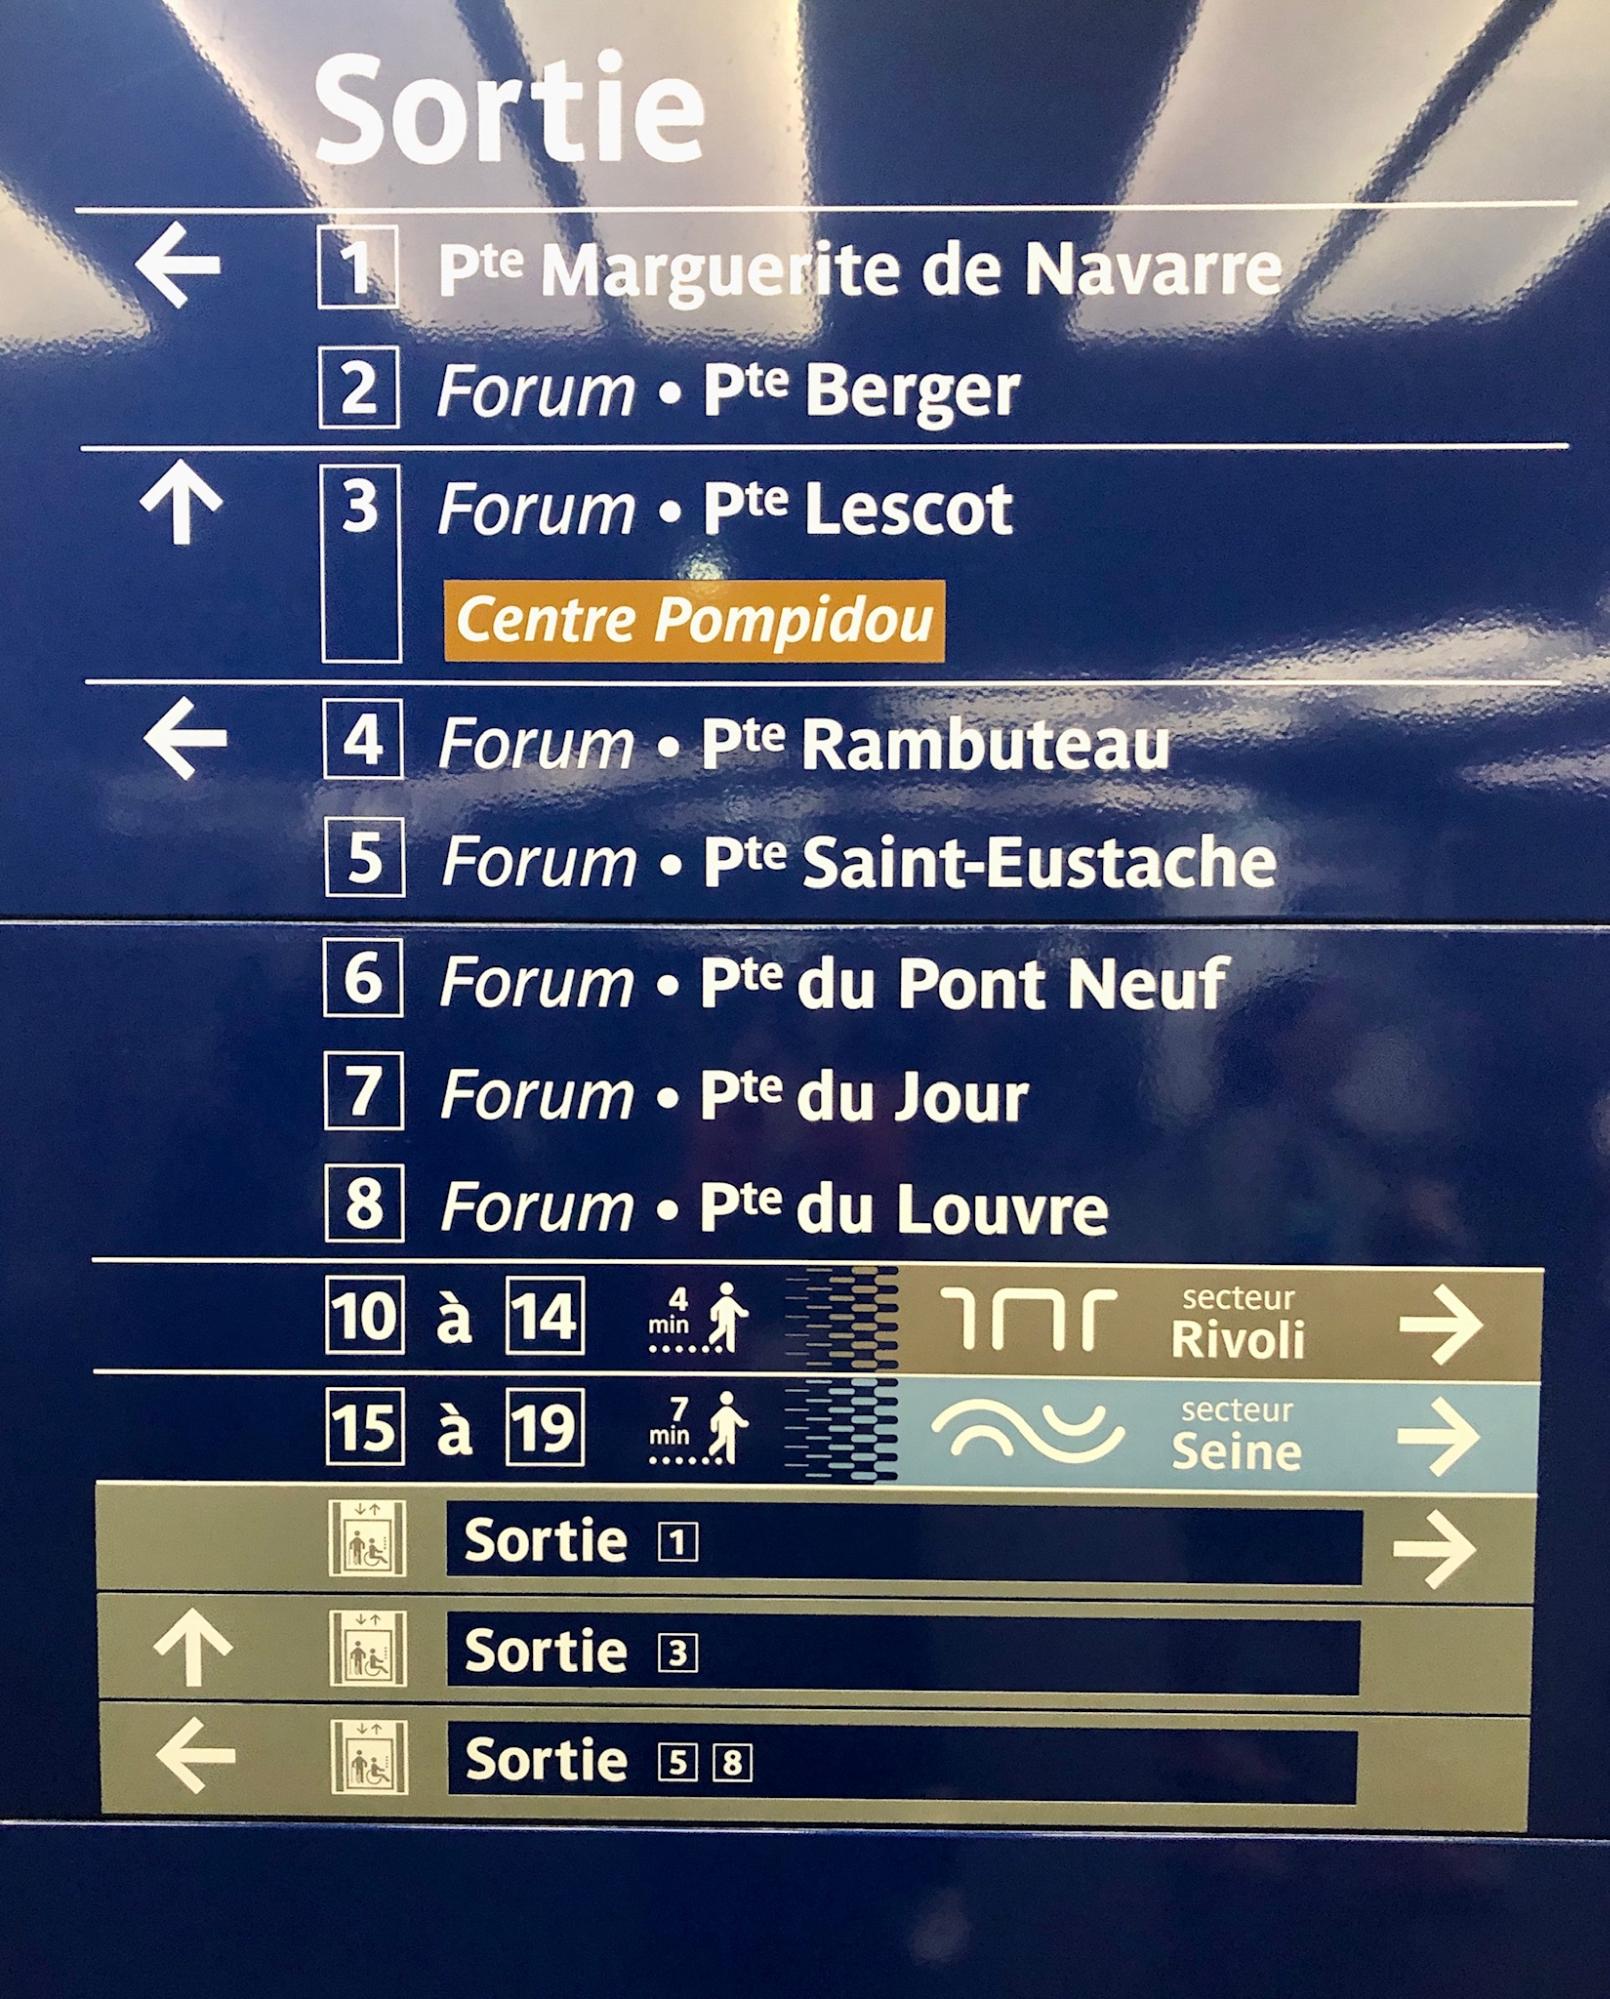 Sortie
← 1 Pte Marguerite de Navarre
2 Forum • Pte Berger
↑ 3 Forum • Pte Lescot
Centre Pompidou
← 4 Forum • Pte Rambuteau
5 Forum • Pte Saint-Eustache
6 Forum • Pte du Pont Neuf
7 Forum • Pte du Jour
8 Forum • Pte du Louvre
10 à 14 4 min secteur Rivoli →
15 à 19 7 min secteur Seine →
Sortie 1 →
↑ Sortie 3
← Sortie 5 8